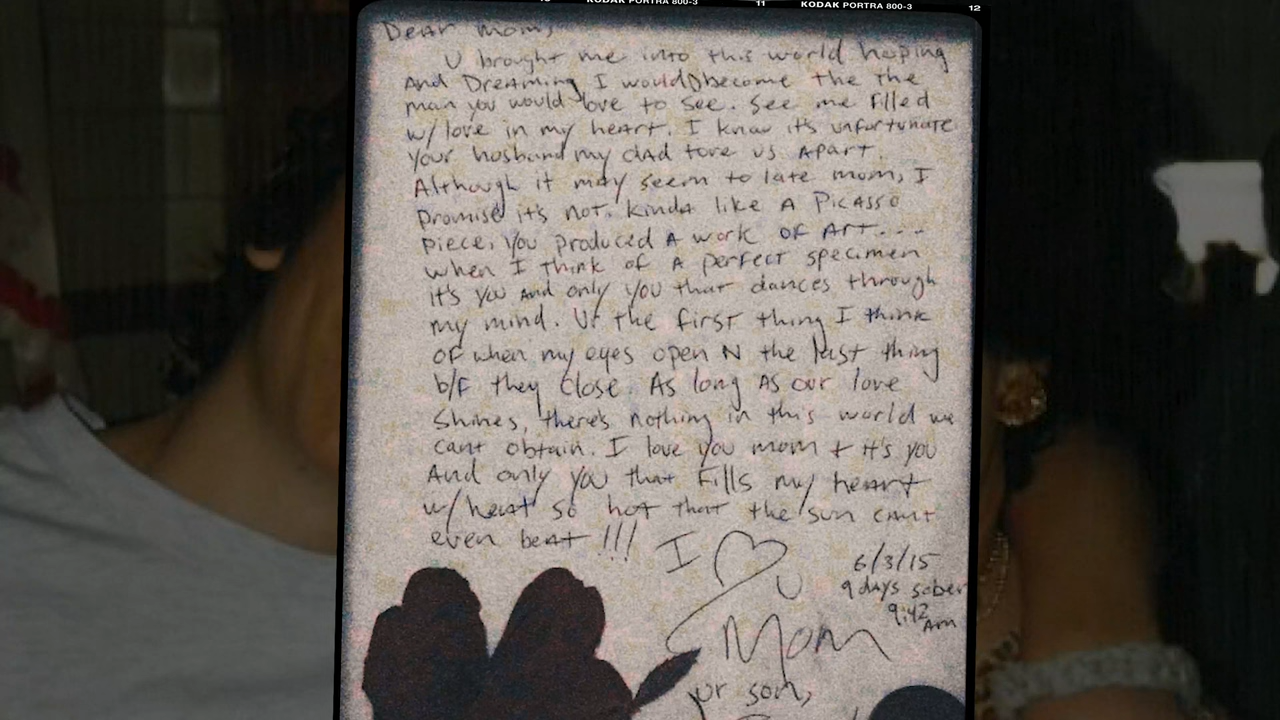 KODAK PORTRA 800-3 11 KODAK PORTRA 800-3 12
Dear mom,
U brought me into this world hoping
And Dreaming I would become the the
man you would love to see. See me filled
w/love in my heart. I know it's unfortunate
your hosband my dAd tore us Apart.
Although it may seem to late mom, I
promise it's not. Kinda like A Picasso
piece, you produced A work of Art....
when I think of A perfect specimen
it's you And only you that dances through
my mind. Ur the first thing I think
of when my eyes open N the last thing
b/f they close. As long As our love
shines, there's nothing in this world we
cant obtain. I love you mom + it's you
And only you that fills my heart
w/heat so hot that the sun cant
even beat !!!
I ♡ U
Mom
6/3/15
9 days sober
9:42
Am
ur son,